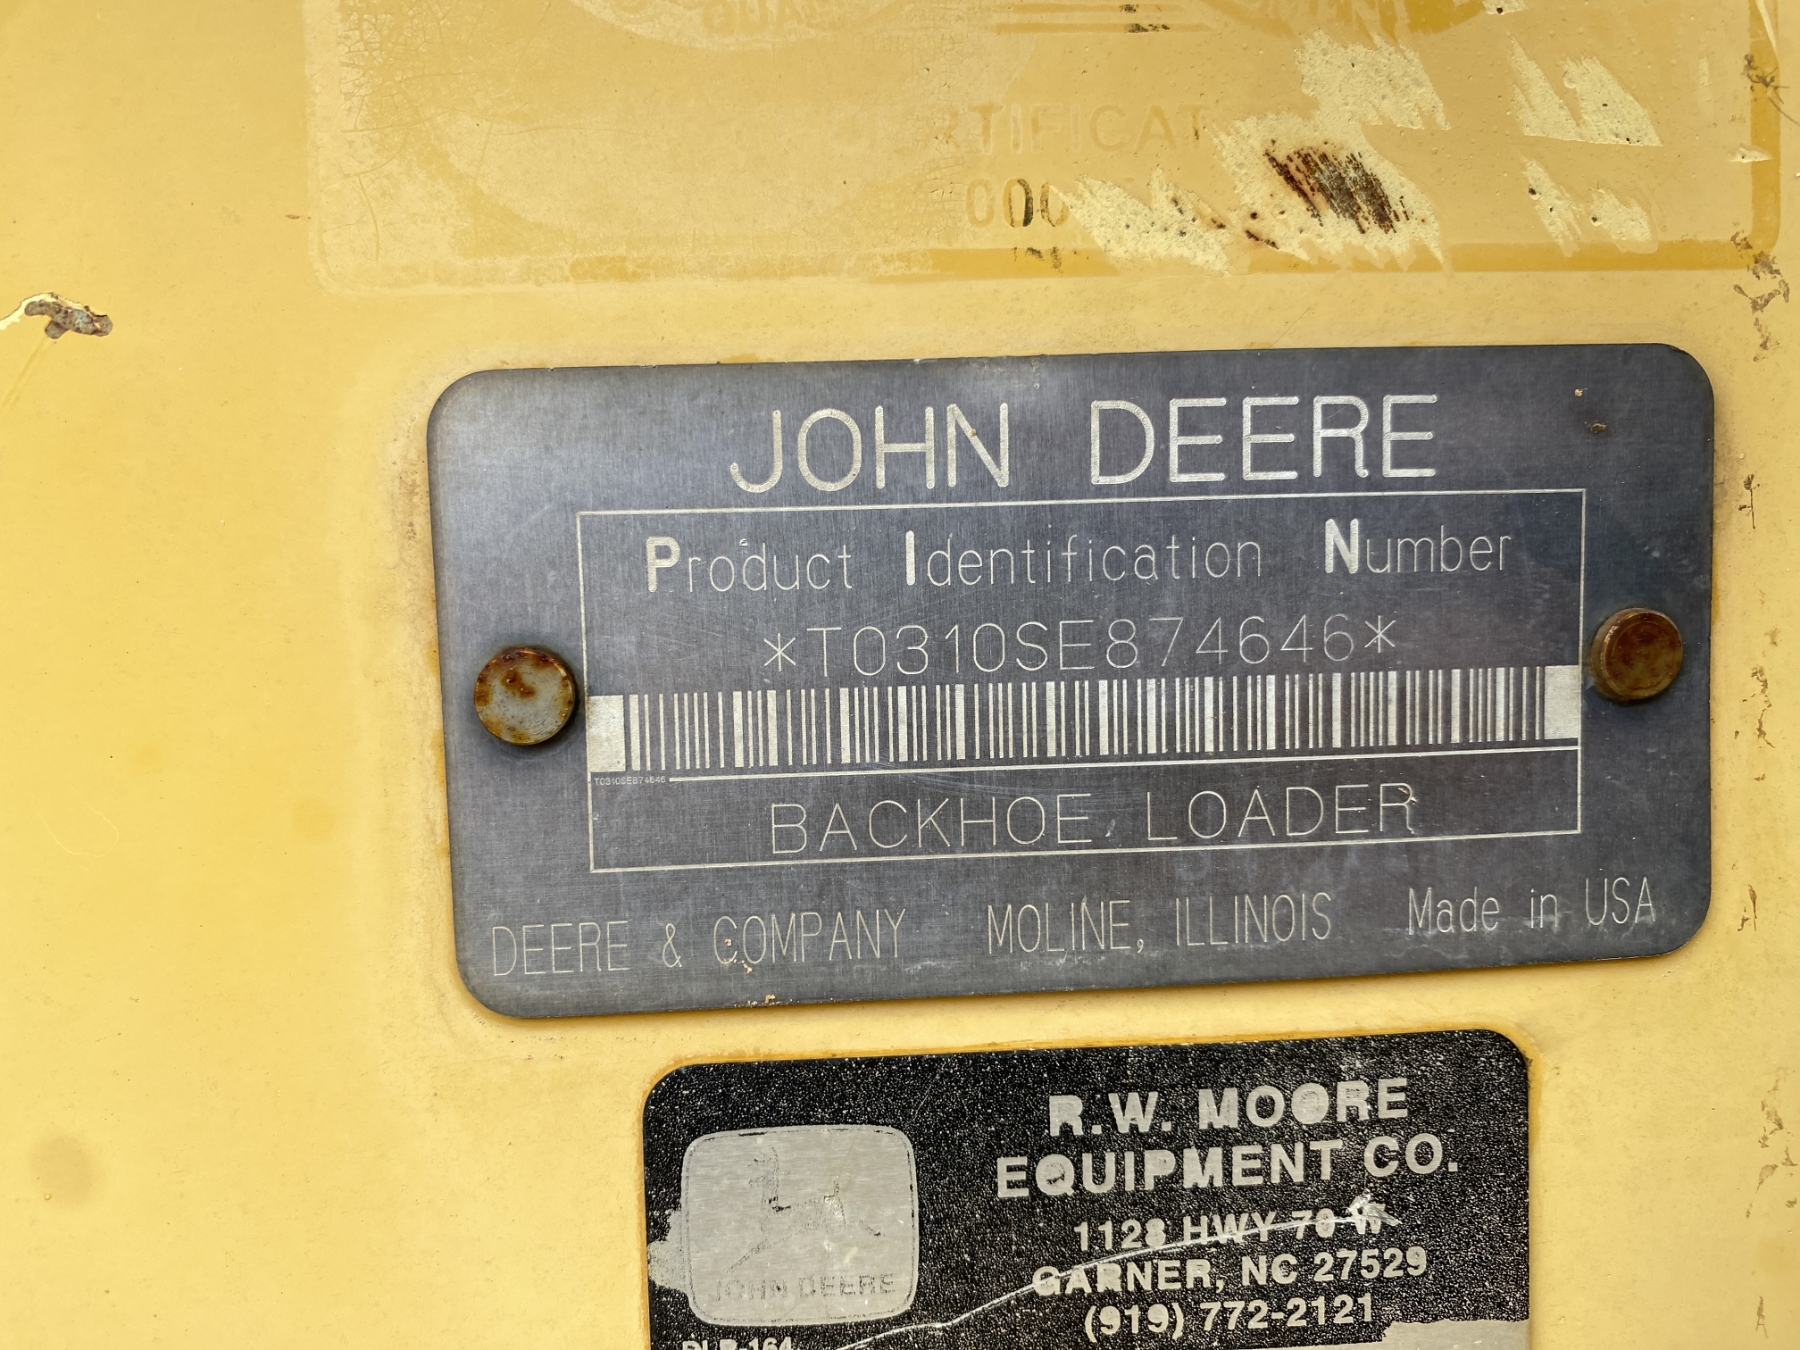 JOHN DEERE
Product Identification Number
*T0310SE874646*
T0310SE874646
BACKHOE LOADER
DEERE & COMPANY MOLINE, ILLINOIS Made in USA
R.W. MOORE
EQUIPMENT CO.
1128 HWY 70 W
GARNER, NC 27529
(919) 772-2121
JOHN DEERE